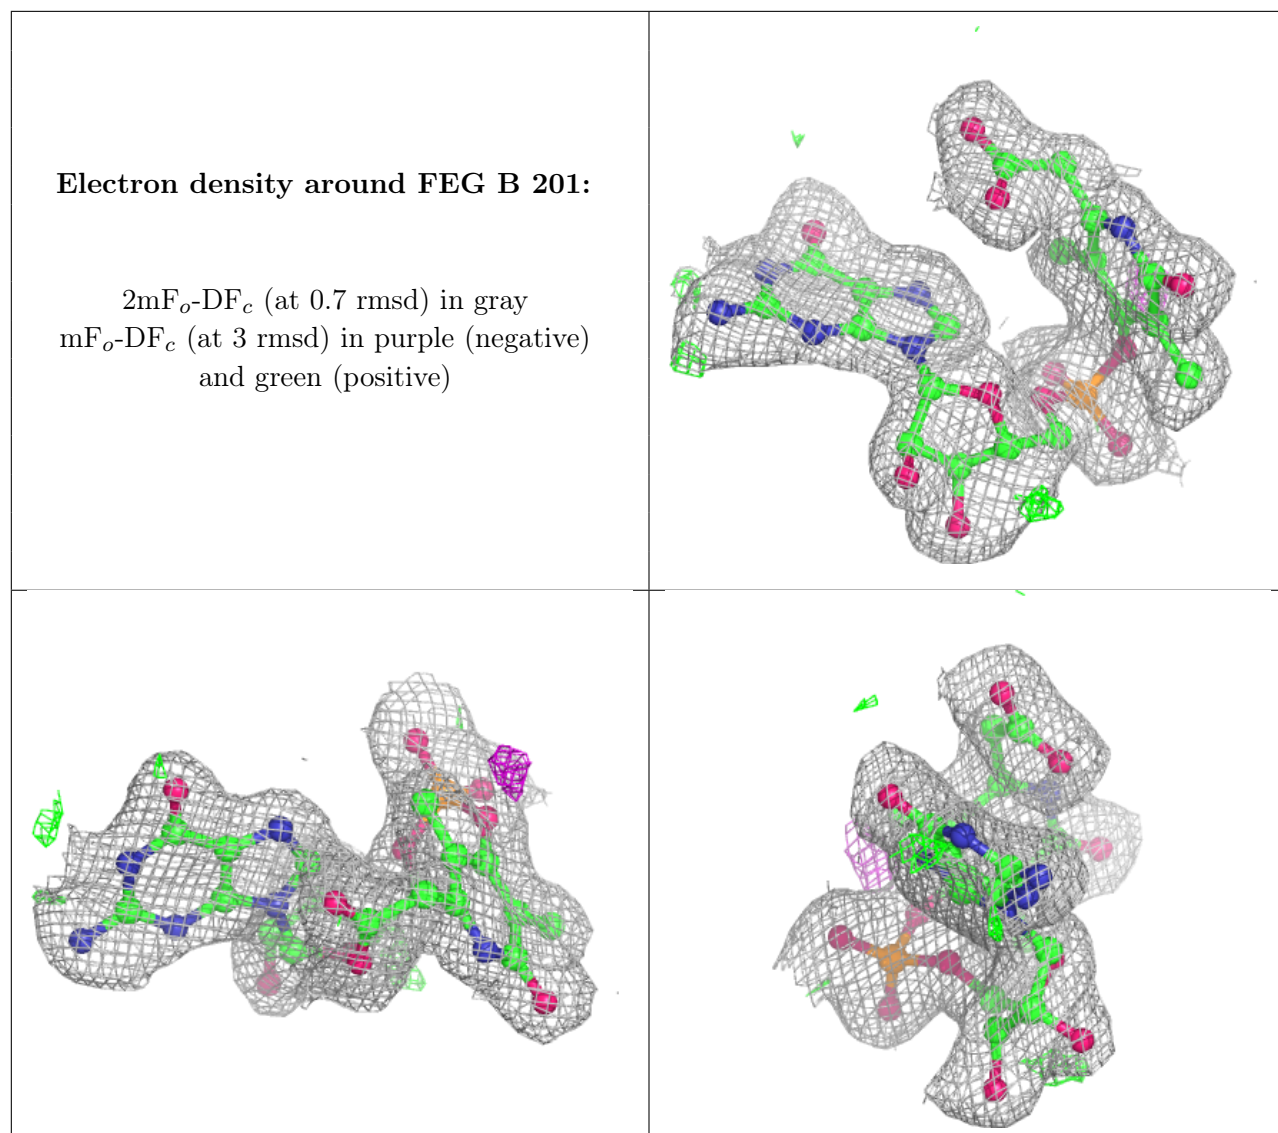 Electron density around FEG B 201:
2mFo-DFc (at 0.7 rmsd) in gray
mFo-DFc (at 3 rmsd) in purple (negative)
and green (positive)